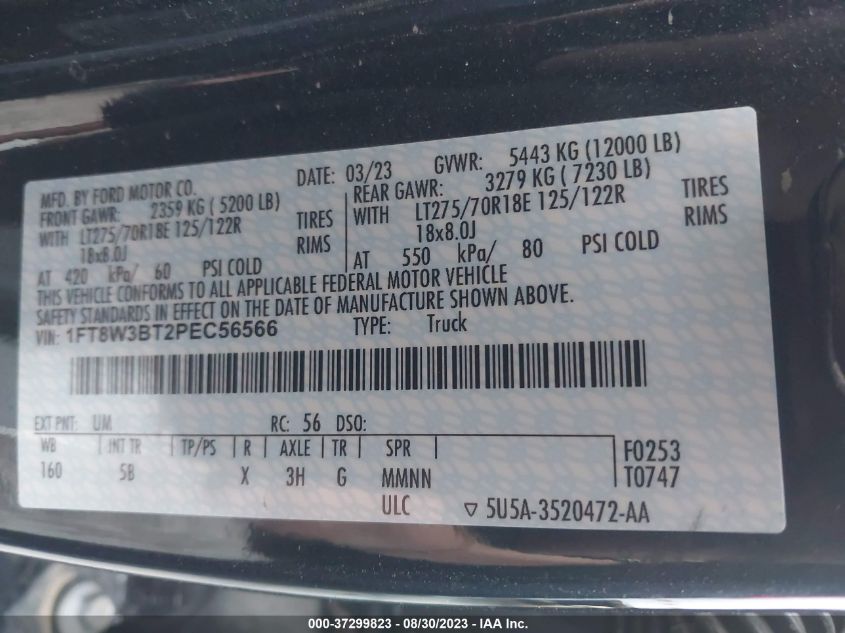 MFD. BY FORD MOTOR CO.
DATE: 03/23 GVWR: 5443 KG (12000 LB)
FRONT GAWR: 2359 KG ( 5200 LB)
WITH LT275/70R18E 125/122R TIRES
18x8.0J RIMS
AT 420 kPa/ 60 PSI COLD
REAR GAWR: 3279 KG ( 7230 LB)
WITH LT275/70R18E 125/122R TIRES
18x8.0J RIMS
AT 550 kPa/ 80 PSI COLD
THIS VEHICLE CONFORMS TO ALL APPLICABLE FEDERAL MOTOR VEHICLE
SAFETY STANDARDS IN EFFECT ON THE DATE OF MANUFACTURE SHOWN ABOVE.
VIN: 1FT8W3BT2PEC56566 TYPE: Truck
EXT PNT: UM RC: 56 DSO:
WB INT TR TP/PS R AXLE TR SPR F0253
160 5B X 3H G MMNN T0747
ULC ▽ 5U5A-3520472-AA
000-37299823 - 08/30/2023 - IAAI, Inc.